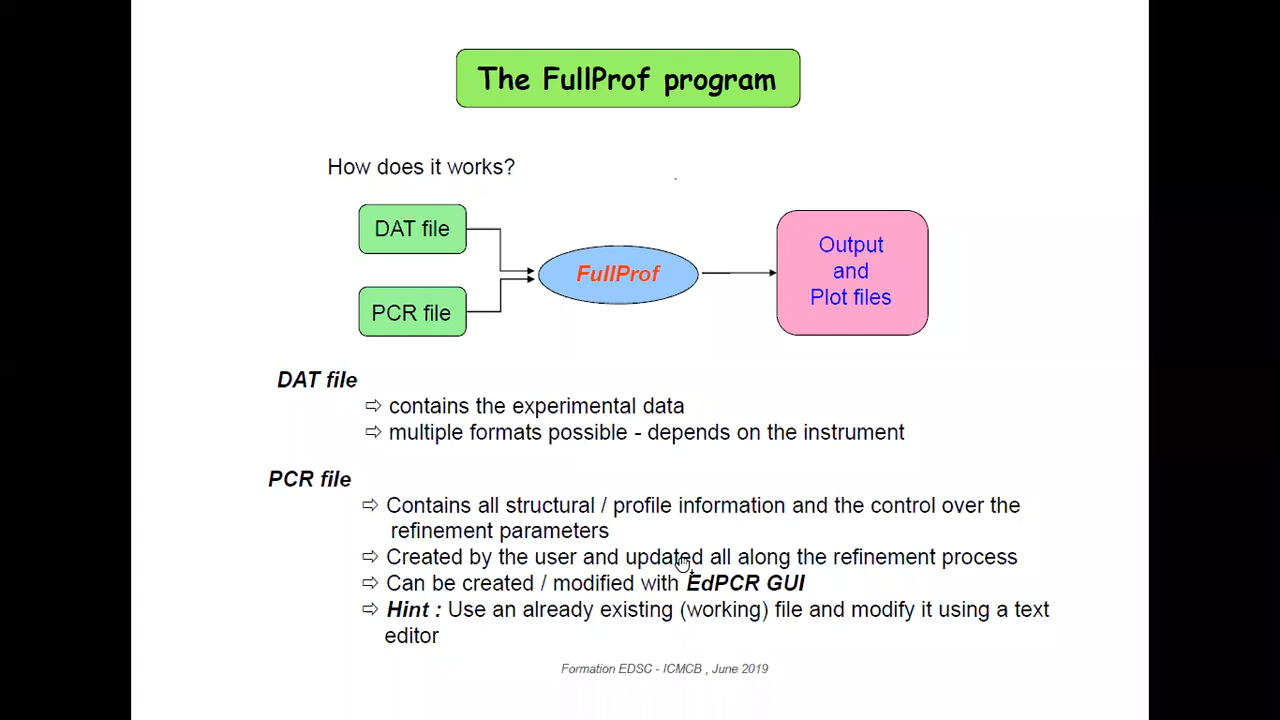 The FullProf program
How does it works?
DAT file
PCR file
FullProf
Output
and
Plot files
DAT file
⇨ contains the experimental data
⇨ multiple formats possible - depends on the instrument
PCR file
⇨ Contains all structural / profile information and the control over the
refinement parameters
⇨ Created by the user and updated all along the refinement process
⇨ Can be created / modified with EdPCR GUI
⇨ Hint : Use an already existing (working) file and modify it using a text
editor
Formation EDSC - ICMCB , June 2019